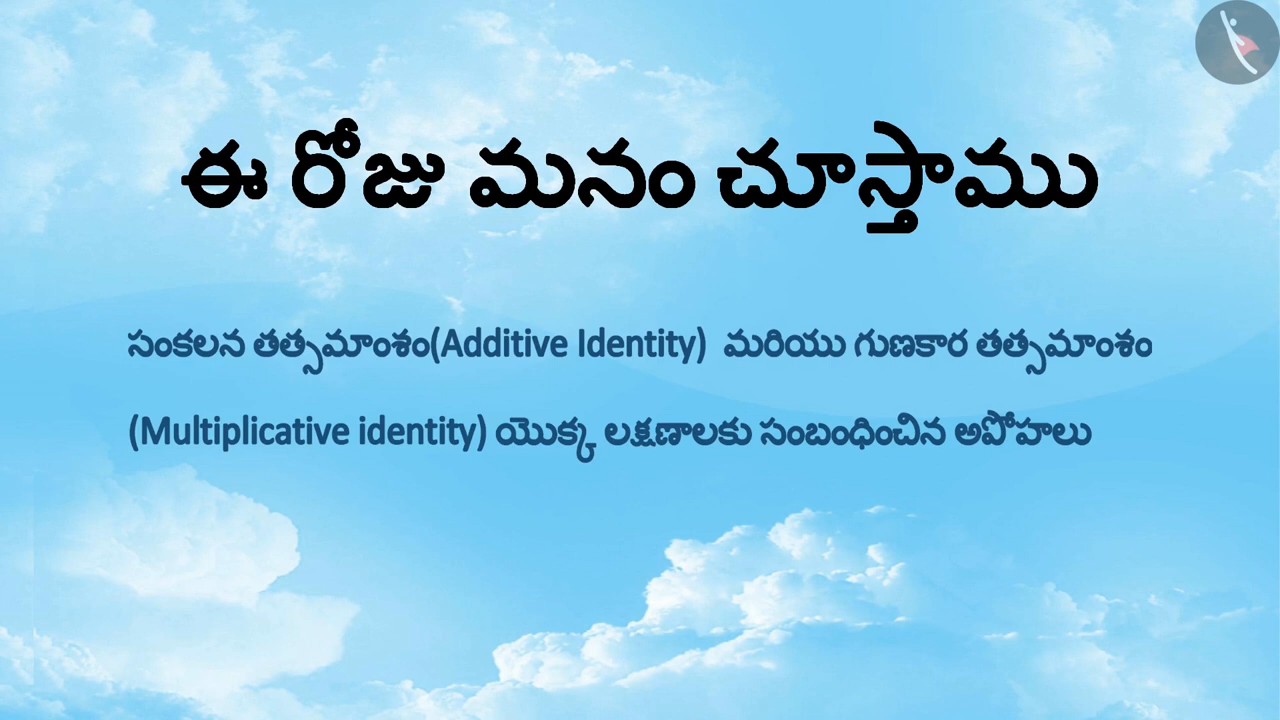 ఈ రోజు మనం చూస్తాము
సంకలన తత్సమాంశం(Additive Identity) మరియు గుణకార తత్సమాంశం
(Multiplicative identity) యొక్క లక్షణాలకు సంబంధించిన అపోహలు